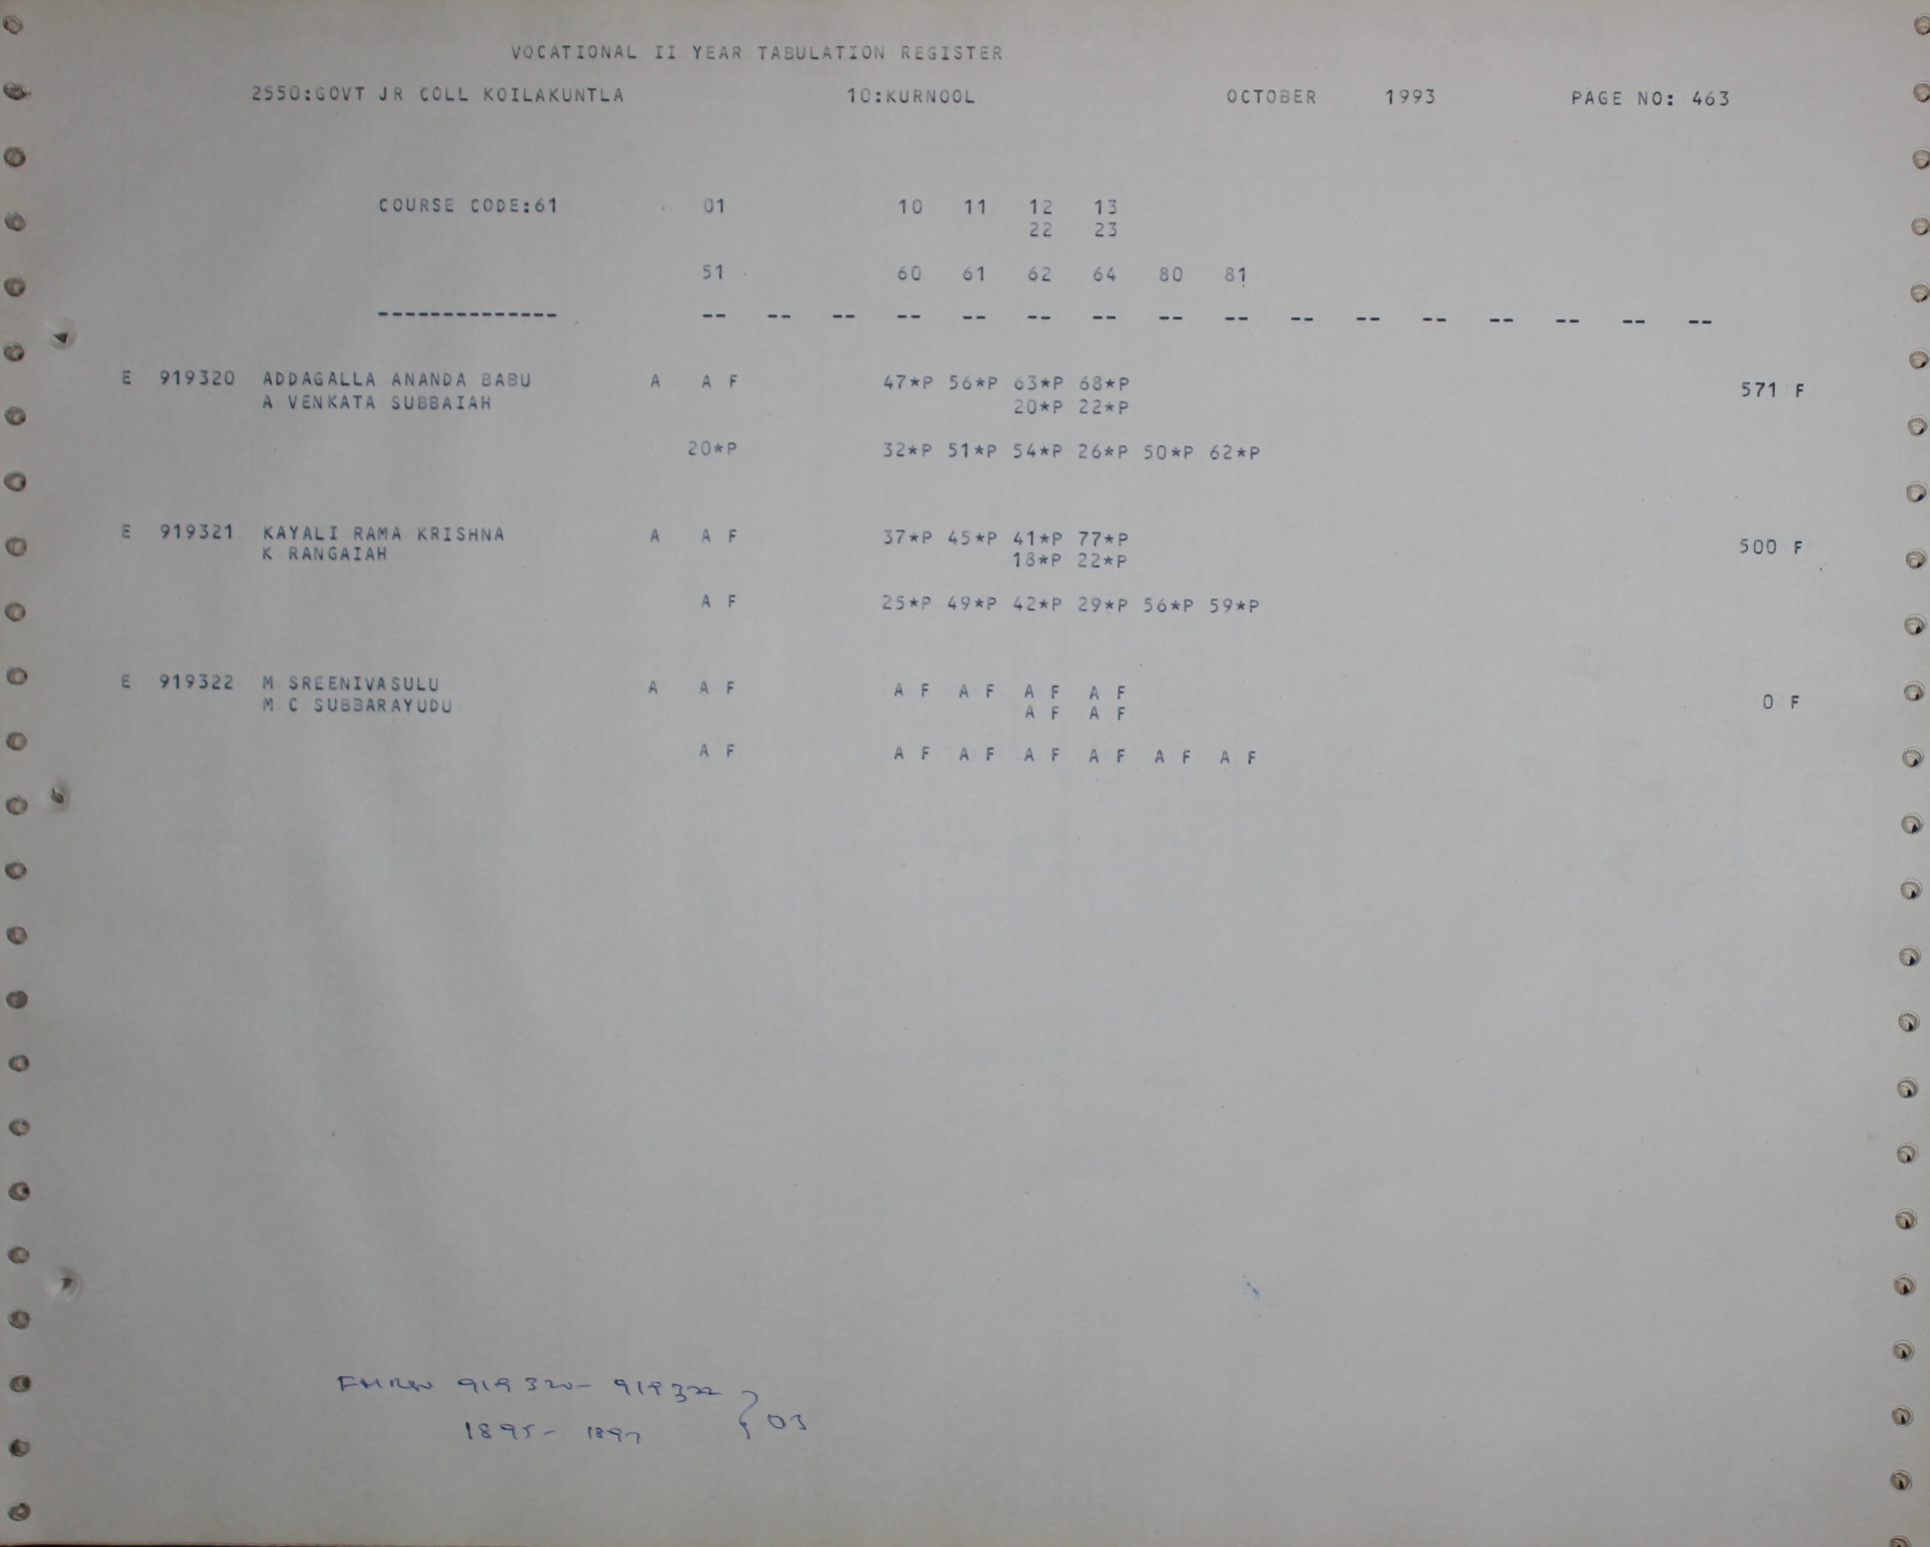 VOCATIONAL II YEAR TABULATION REGISTER
2550:GOVT JR COLL KOILAKUNTLA 10:KURNOOL OCTOBER 1993 PAGE NO: 463
COURSE CODE:61 01 10 11 12 13
22 23
51 60 61 62 64 80 81
-------------- -- -- -- -- -- -- -- -- -- -- -- -- -- -- -- --
E 919320 ADDAGALLA ANANDA BABU A A F 47*P 56*P 63*P 68*P 571 F
A VENKATA SUBBAIAH 20*P 22*P
20*P 32*P 51*P 54*P 26*P 50*P 62*P
E 919321 KAYALI RAMA KRISHNA A A F 37*P 45*P 41*P 77*P 500 F
K RANGAIAH 18*P 22*P
A F 25*P 49*P 42*P 29*P 56*P 59*P
E 919322 M SREENIVASULU A A F A F A F A F A F 0 F
M C SUBBARAYUDU A F A F
A F A F A F A F A F A F A F
919320- 919322 } 03
1895- 1897